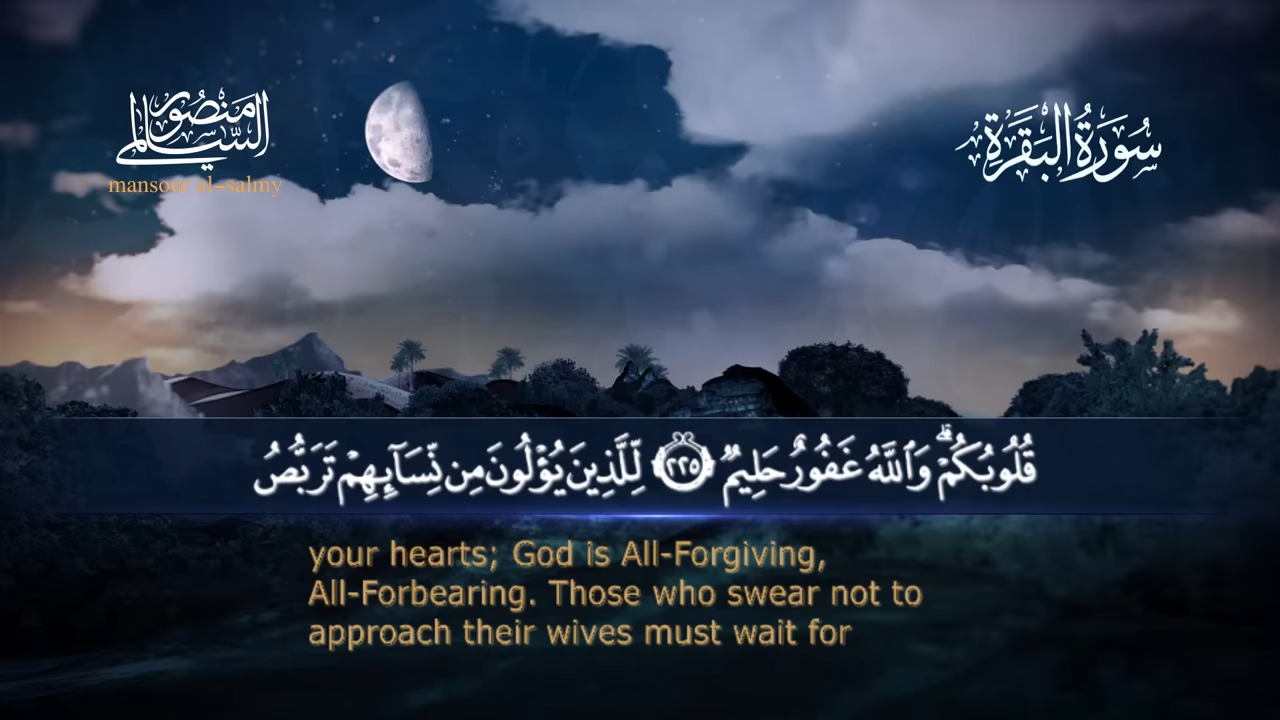 منصور السالمي
mansour al-salmy
سُورَةُ البَقَرَةِ
قُلُوبُكُمْ ۗ وَٱللَّهُ غَفُورٌ حَلِيمٌ ٢٢٥ لِّلَّذِينَ يُؤْلُونَ مِن نِّسَآئِهِمْ تَرَبُّصُ
your hearts; God is All-Forgiving,
All-Forbearing. Those who swear not to
approach their wives must wait for